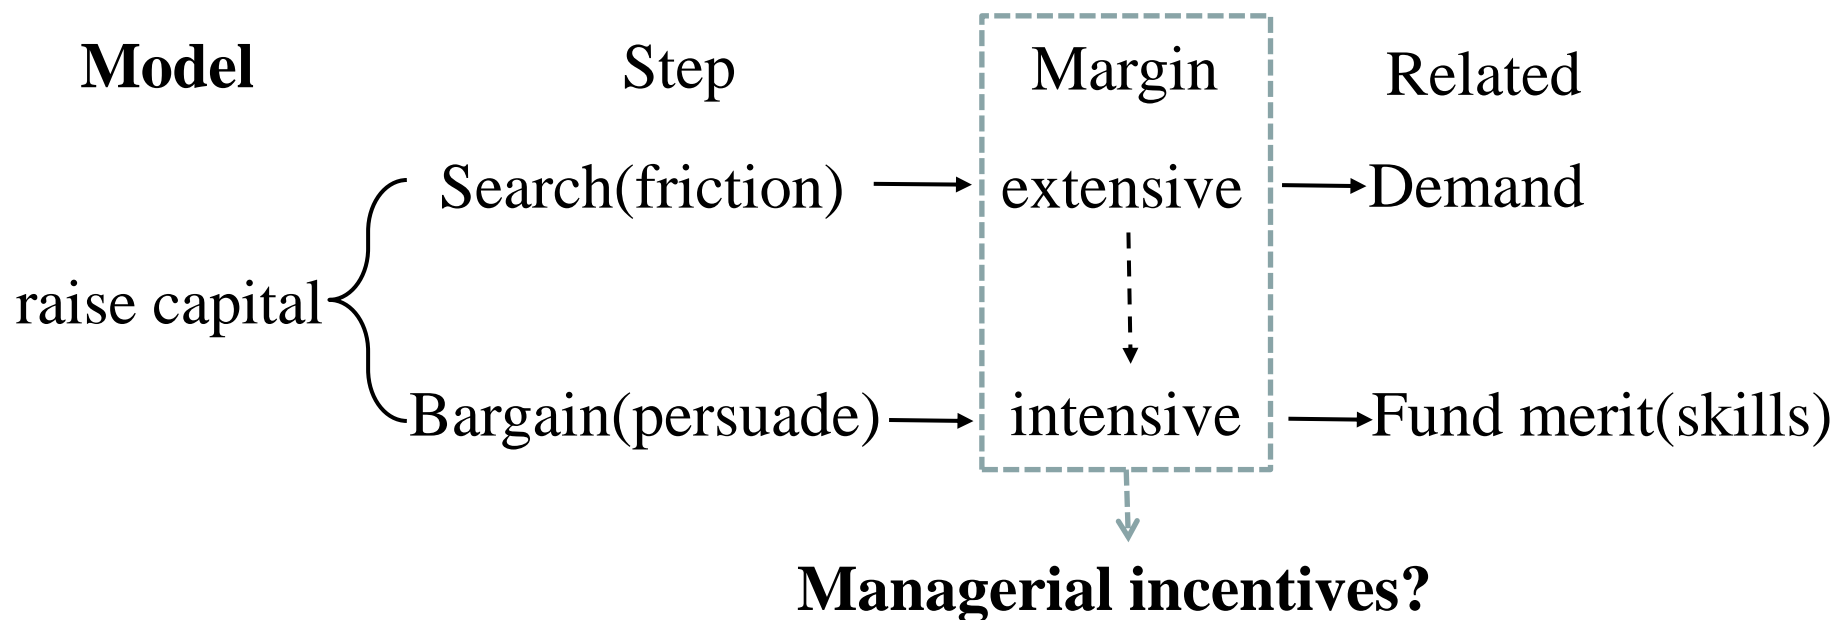 Model Step Margin Related
Search(friction) extensive Demand
raise capital
Bargain(persuade) intensive Fund merit(skills)
Managerial incentives?